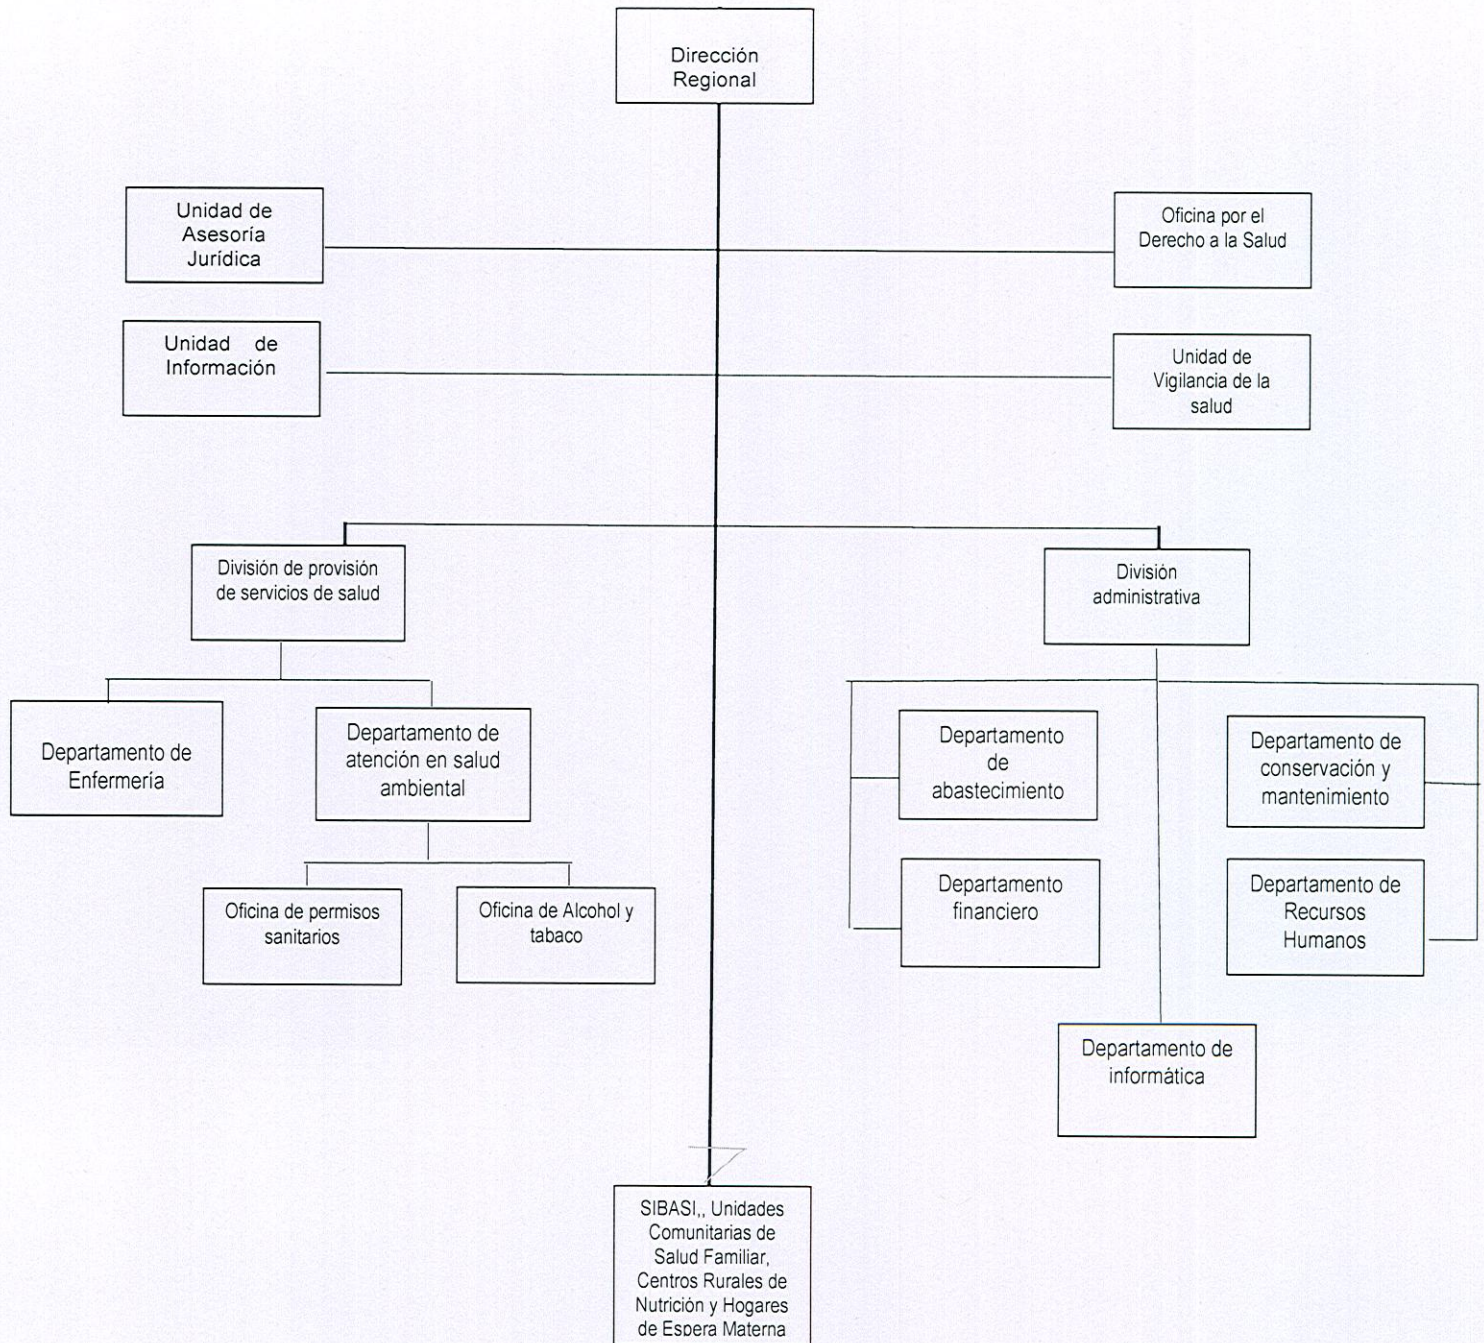 Dirección
Regional
Unidad de
Asesoría
Jurídica
Oficina por el
Derecho a la Salud
Unidad de
Información
Unidad de
Vigilancia de la
salud
División de provisión
de servicios de salud
División
administrativa
Departamento de
Enfermería
Departamento de
atención en salud
ambiental
Departamento
de
abastecimiento
Departamento de
conservación y
mantenimiento
Oficina de permisos
sanitarios
Oficina de Alcohol y
tabaco
Departamento
financiero
Departamento de
Recursos
Humanos
Departamento de
informática
SIBASI,, Unidades
Comunitarias de
Salud Familiar,
Centros Rurales de
Nutrición y Hogares
de Espera Materna